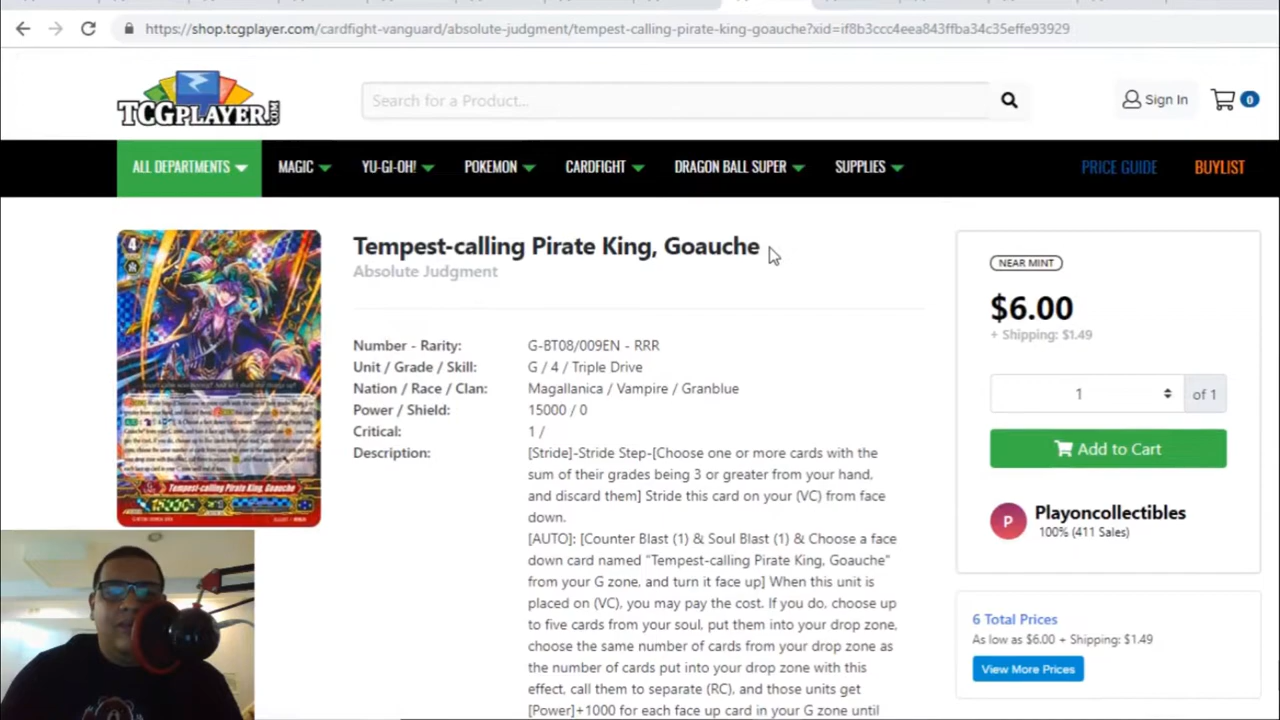 https://shop.tcgplayer.com/cardfight-vanguard/absolute-judgment/tempest-calling-pirate-king-goauche?xid=if8b3ccc4eea843ffba34c35effe93929
TCGPLAYER.COM
Search for a Product...
Sign In
0
ALL DEPARTMENTS
MAGIC
YU-GI-OH!
POKEMON
CARDFIGHT
DRAGON BALL SUPER
SUPPLIES
PRICE GUIDE
BUYLIST
4
Tempest-calling Pirate King, Goauche
Tempest-calling Pirate King, Goauche
Absolute Judgment
Number - Rarity: G-BT08/009EN - RRR
Unit / Grade / Skill: G / 4 / Triple Drive
Nation / Race / Clan: Magallanica / Vampire / Granblue
Power / Shield: 15000 / 0
Critical: 1 /
Description: [Stride]-Stride Step-[Choose one or more cards with the
sum of their grades being 3 or greater from your hand,
and discard them] Stride this card on your (VC) from face
down.
[AUTO]: [Counter Blast (1) & Soul Blast (1) & Choose a face
down card named "Tempest-calling Pirate King, Goauche"
from your G zone, and turn it face up] When this unit is
placed on (VC), you may pay the cost. If you do, choose up
to five cards from your soul, put them into your drop zone,
choose the same number of cards from your drop zone as
the number of cards put into your drop zone with this
effect, call them to separate (RC), and those units get
[Power]+1000 for each face up card in your G zone until
NEAR MINT
$6.00
+ Shipping: $1.49
1
of 1
Add to Cart
P
Playoncollectibles
100% (411 Sales)
6 Total Prices
As low as $6.00 + Shipping: $1.49
View More Prices